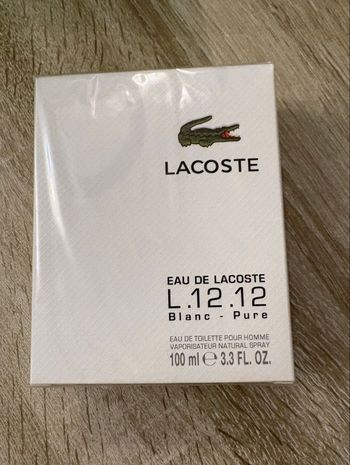 LACOSTE
EAU DE LACOSTE
L.12.12
Blanc - Pure
EAU DE TOILETTE POUR HOMME
VAPORISATEUR NATURAL SPRAY
100 ml ℮ 3.3 FL. OZ.